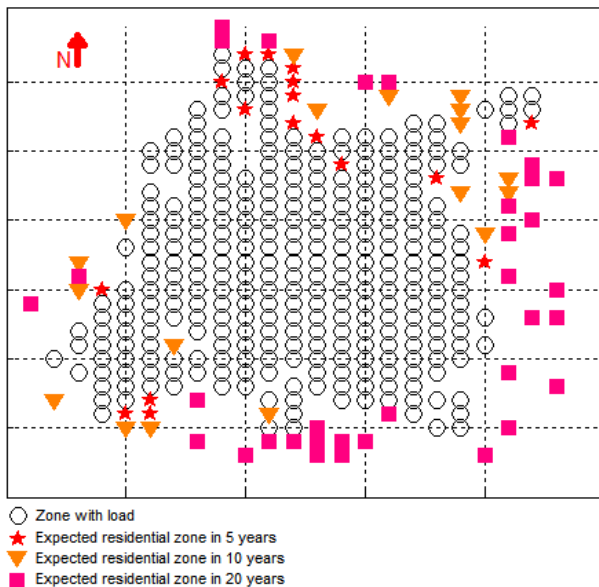 N
Zone with load
Expected residential zone in 5 years
Expected residential zone in 10 years
Expected residential zone in 20 years